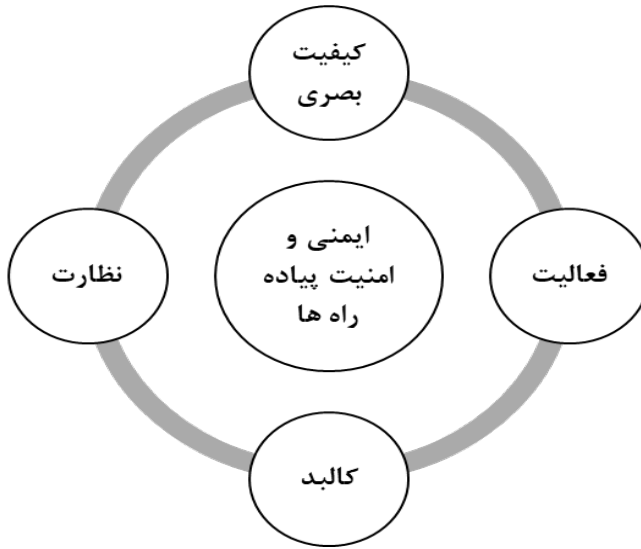 کیفیت
بصری
ایمنی و
امنیت پیاده
راه ها
فعالیت
نظارت
کالبد